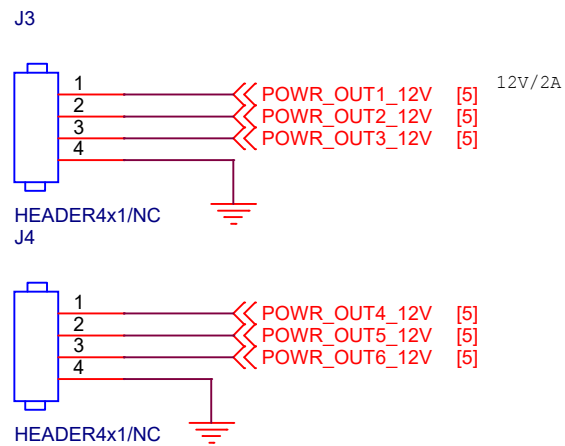 J3
1 POWR_OUT1_12V [5] 12V/2A
2 POWR_OUT2_12V [5]
3 POWR_OUT3_12V [5]
4
HEADER4x1/NC
J4
1 POWR_OUT4_12V [5]
2 POWR_OUT5_12V [5]
3 POWR_OUT6_12V [5]
4
HEADER4x1/NC